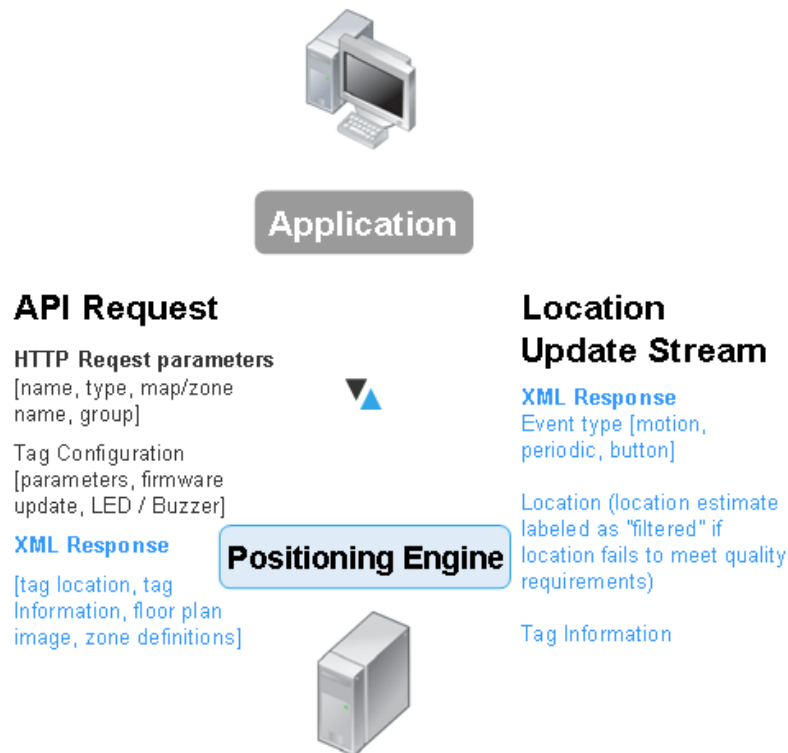 Application
API Request
HTTP Reqest parameters
[name, type, map/zone
name, group]
Tag Configuration
[parameters, firmware
update, LED / Buzzer]
XML Response
[tag location, tag
Information, floor plan
image, zone definitions]
Positioning Engine
Location
Update Stream
XML Response
Event type [motion,
periodic, button]
Location (location estimate
labeled as "filtered" if
location fails to meet quality
requirements)
Tag Information